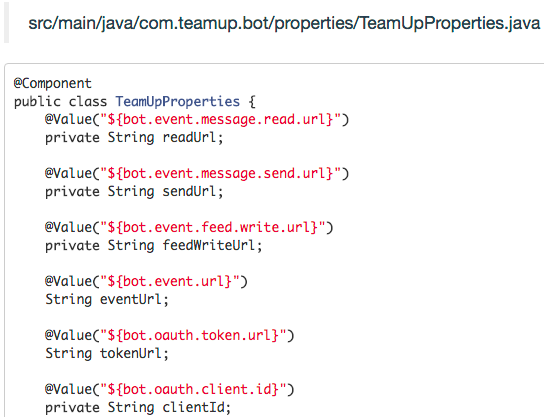 src/main/java/com.teamup.bot/properties/TeamUpProperties.java
@Component
public class TeamUpProperties {
    @Value("${bot.event.message.read.url}")
    private String readUrl;

    @Value("${bot.event.message.send.url}")
    private String sendUrl;

    @Value("${bot.event.feed.write.url}")
    private String feedWriteUrl;

    @Value("${bot.event.url}")
    String eventUrl;

    @Value("${bot.oauth.token.url}")
    String tokenUrl;

    @Value("${bot.oauth.client.id}")
    private String clientId;